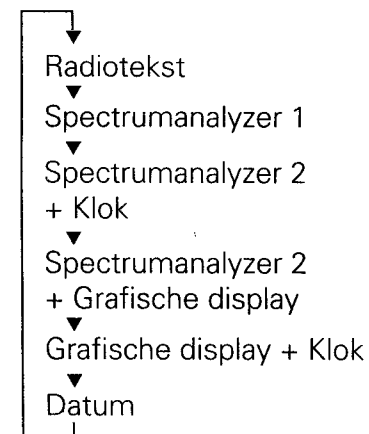 Radiotekst
Spectrumanalyzer 1
Spectrumanalyzer 2
+ Klok
Spectrumanalyzer 2
+ Grafische display
Grafische display + Klok
Datum